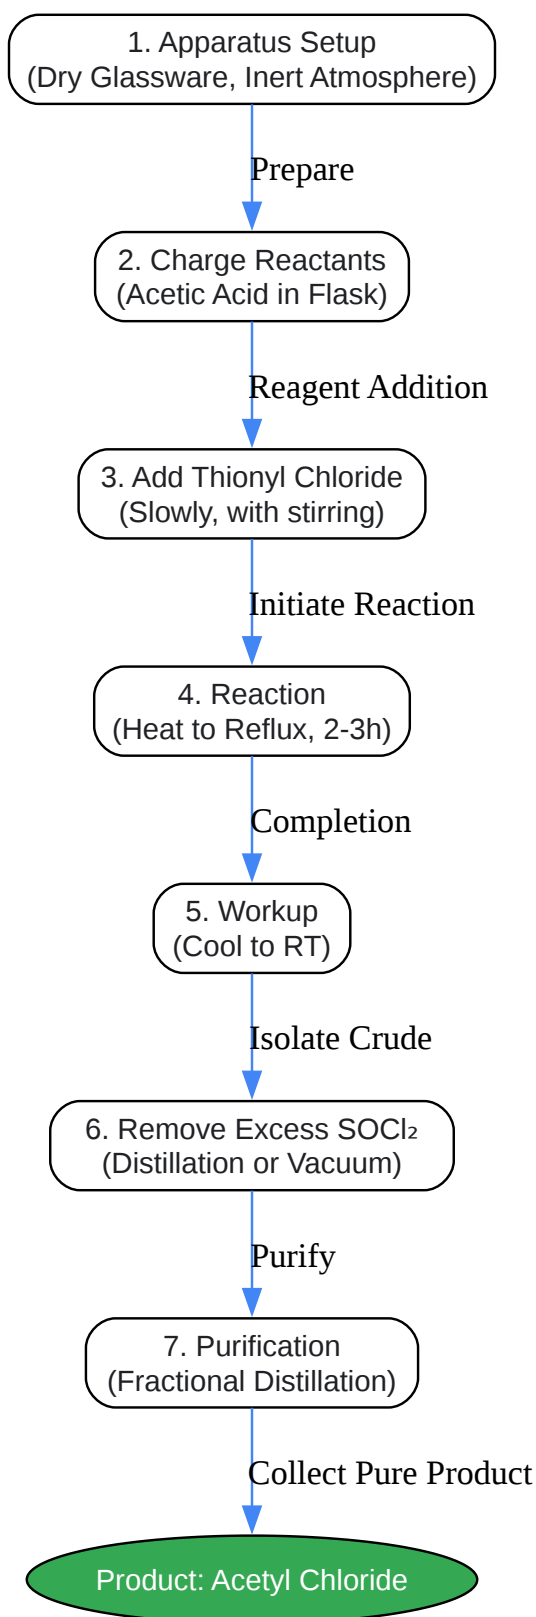 1. Apparatus Setup
(Dry Glassware, Inert Atmosphere)
Prepare
2. Charge Reactants
(Acetic Acid in Flask)
Reagent Addition
3. Add Thionyl Chloride
(Slowly, with stirring)
Initiate Reaction
4. Reaction
(Heat to Reflux, 2-3h)
Completion
5. Workup
(Cool to RT)
Isolate Crude
6. Remove Excess SOCl₂
(Distillation or Vacuum)
Purify
7. Purification
(Fractional Distillation)
Collect Pure Product
Product: Acetyl Chloride